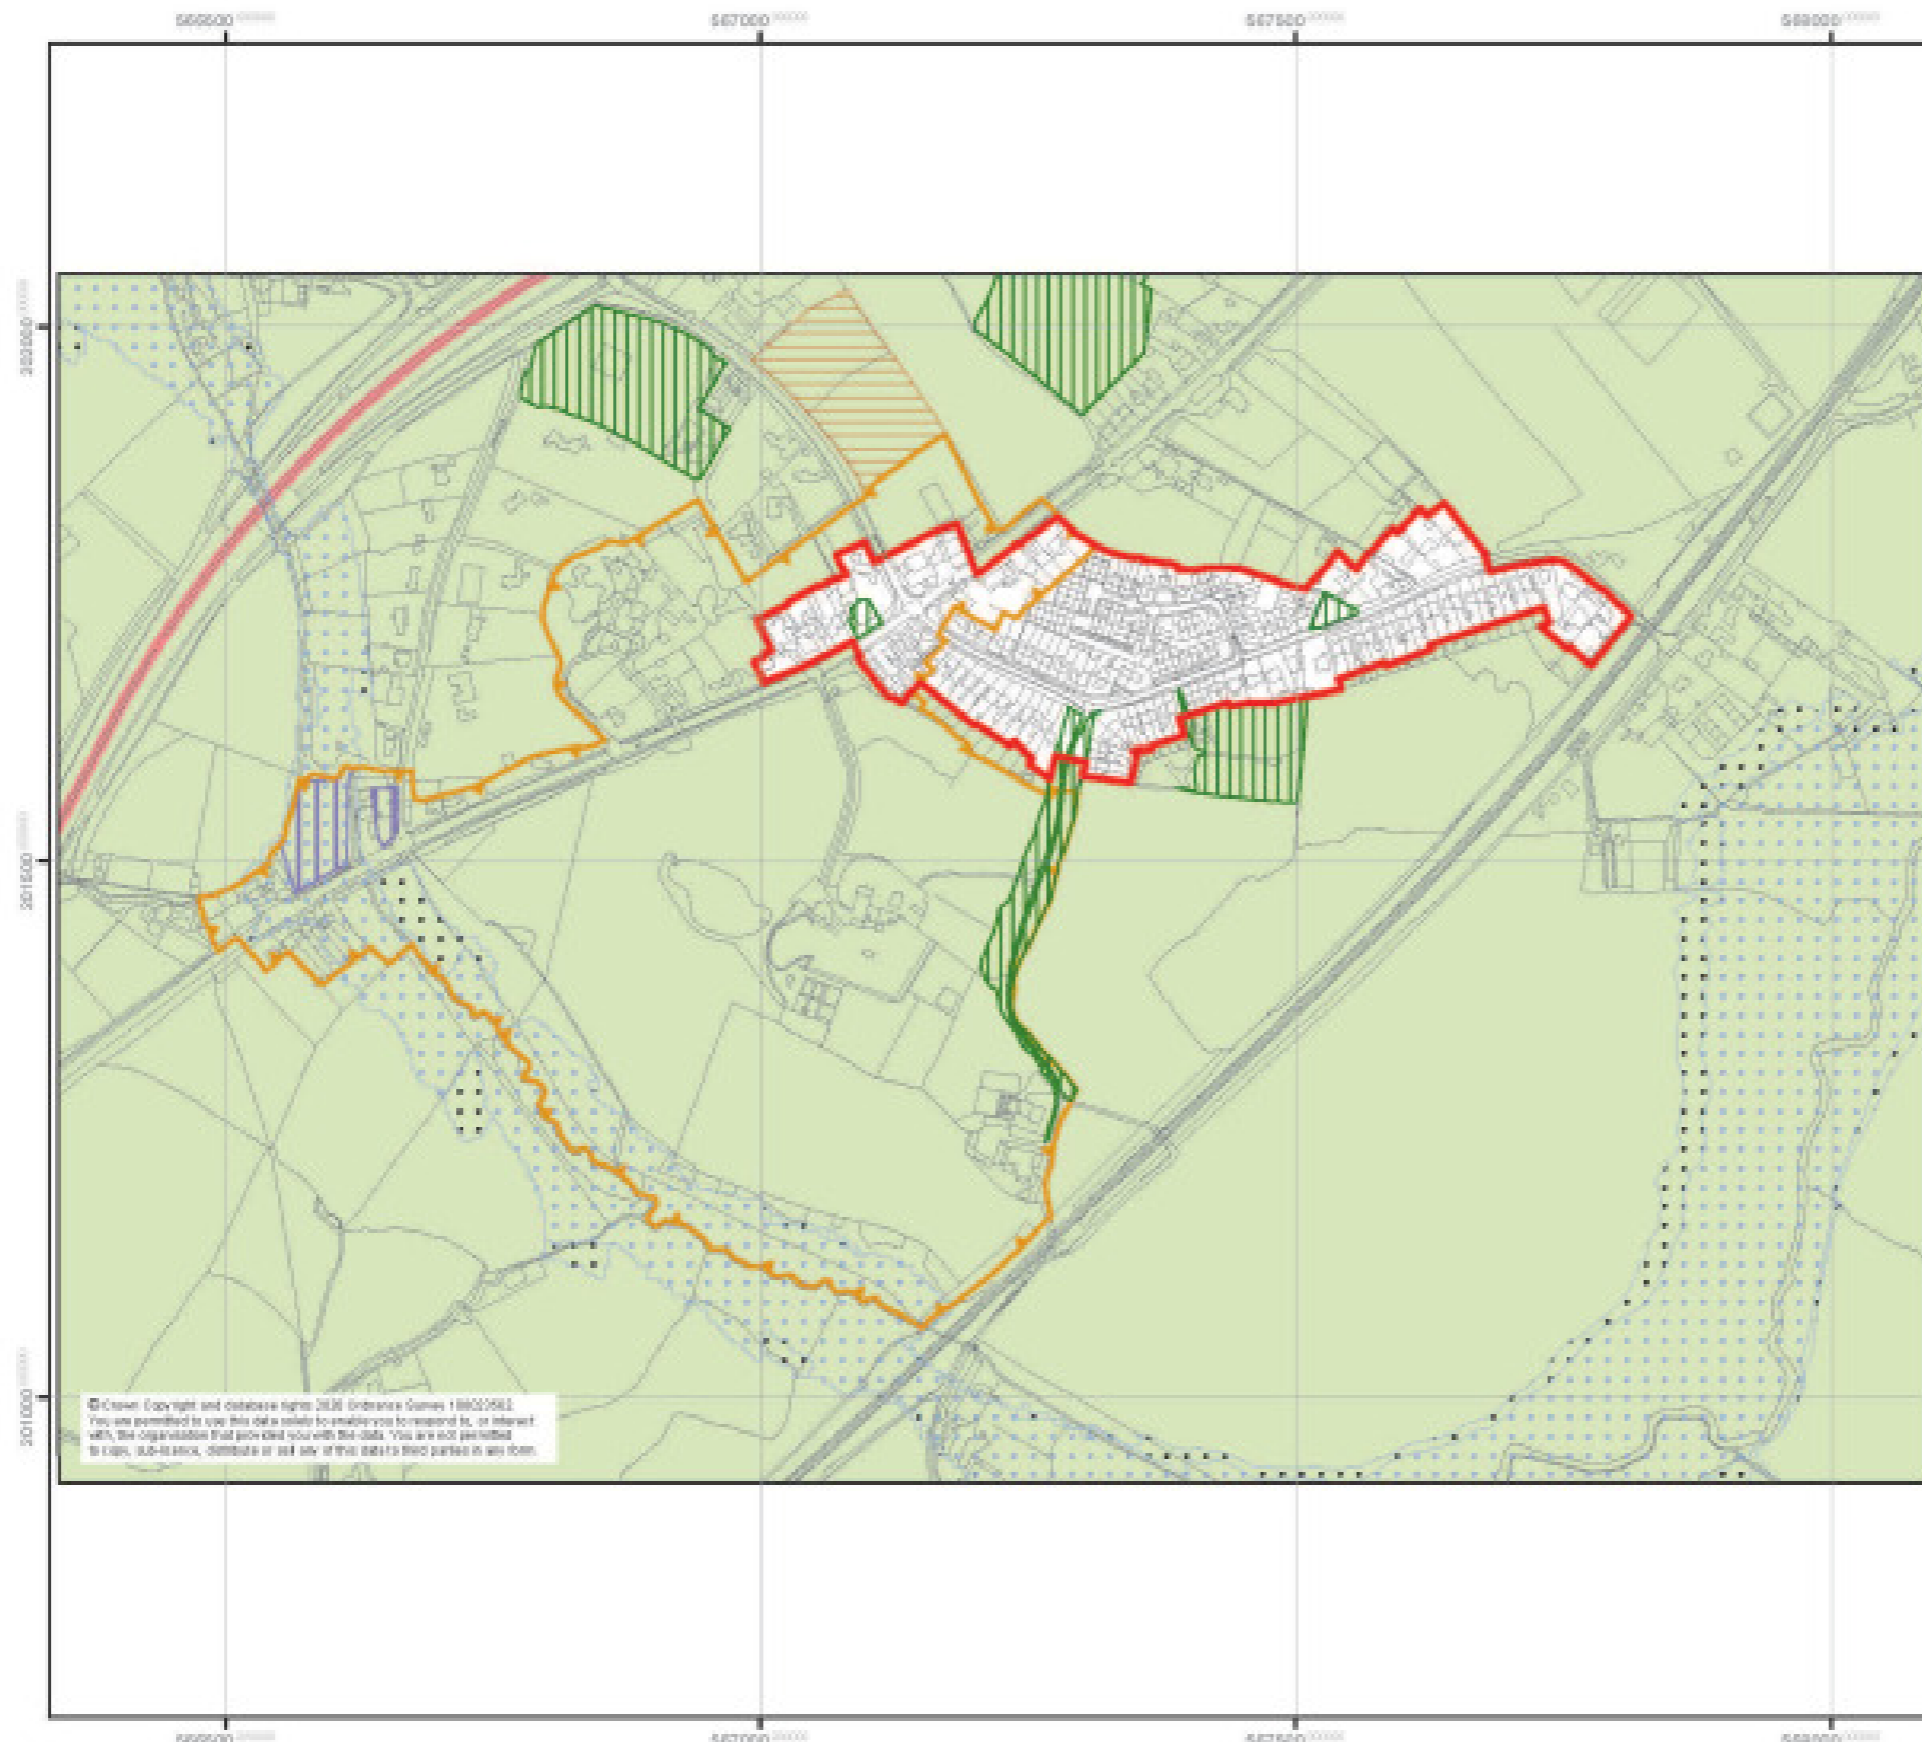 566500
567000
567500
568000
202000
201500
201000
© Crown Copyright and database rights 2020 Ordnance Survey
You are permitted to use this data solely to enable you to respond to, or interact
with, the organisation that provided you with the data. You are not permitted
to copy, sub-licence, distribute or sell any of this data to third parties in any form.
566500
567000
567500
568000